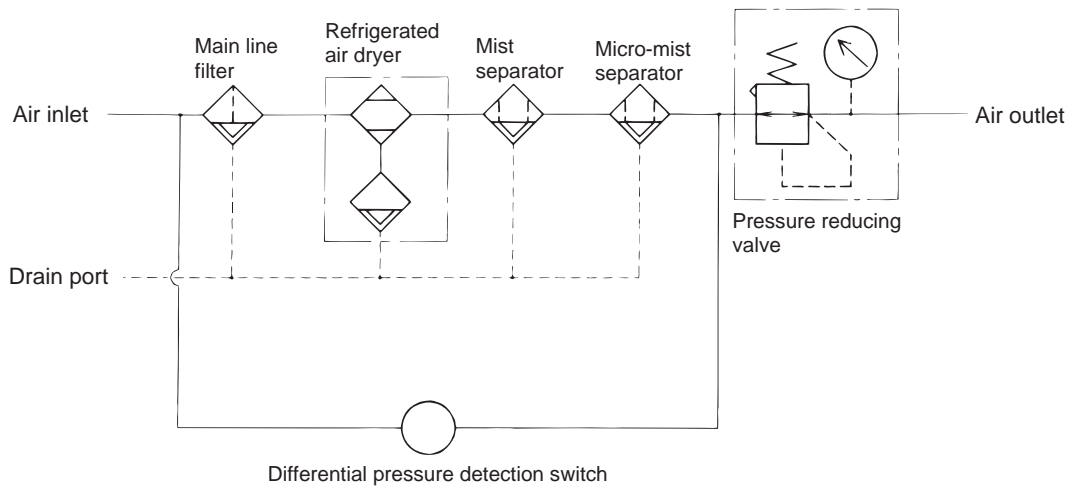 Main line
filter
Refrigerated
air dryer
Mist
separator
Micro-mist
separator
Air inlet
Air outlet
Pressure reducing
valve
Drain port
Differential pressure detection switch